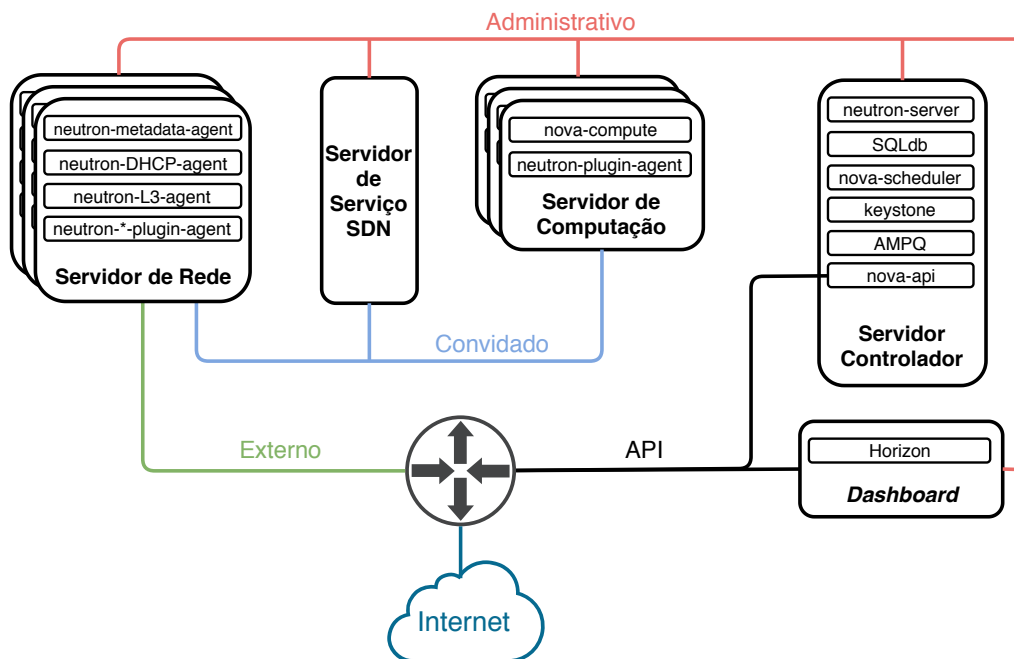 Administrativo
neutron-metadata-agent
neutron-DHCP-agent
neutron-L3-agent
neutron-*-plugin-agent
Servidor de Rede
Servidor
de
Serviço
SDN
nova-compute
neutron-plugin-agent
Servidor de
Computação
neutron-server
SQLdb
nova-scheduler
keystone
AMPQ
nova-api
Servidor
Controlador
Convidado
Externo
API
Horizon
Dashboard
Internet